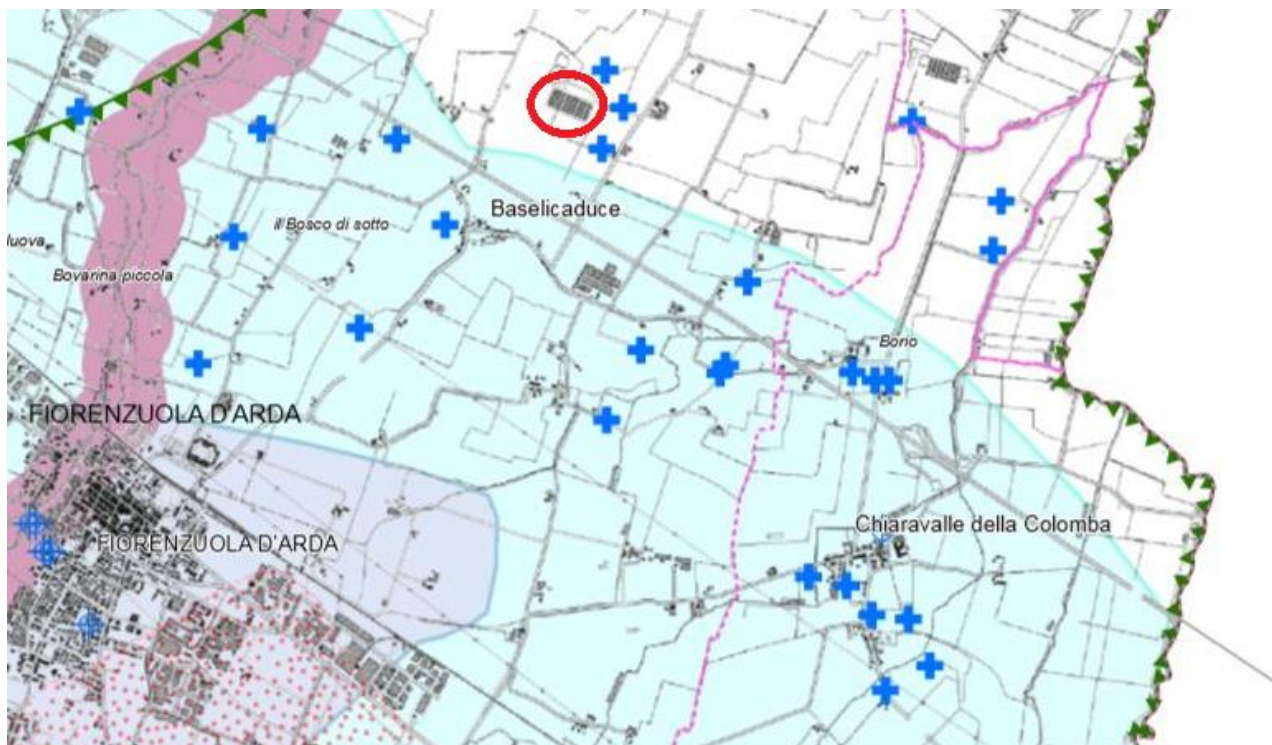 Baselicaduce
il Bosco di sotto
luova
Bovarina piccola
Borio
FIORENZUOLA D'ARDA
Chiaravalle della Colomba
FIORENZUOLA D'ARDA